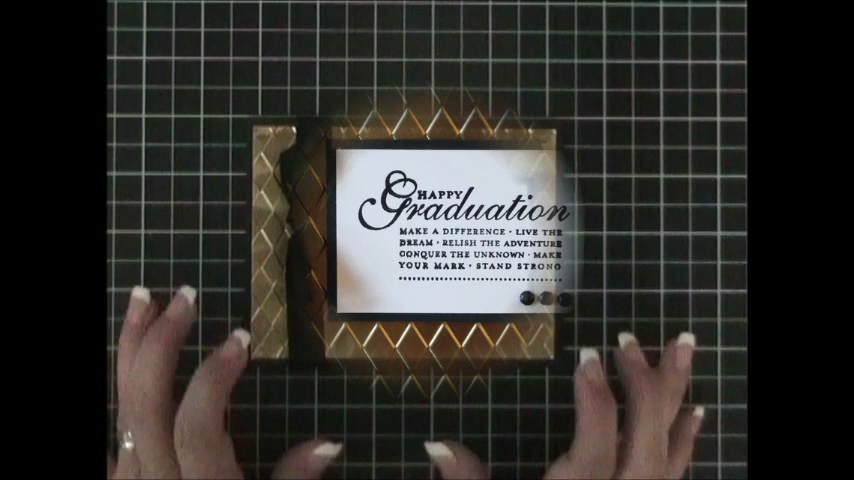 HAPPY
Graduation
MAKE A DIFFERENCE · LIVE THE
DREAM · RELISH THE ADVENTURE
CONQUER THE UNKNOWN · MAKE
YOUR MARK · STAND STRONG